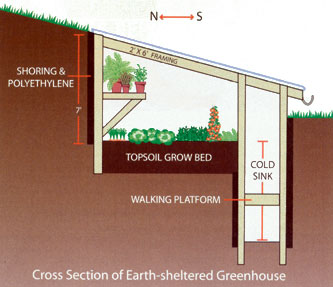 N S
2' X 6' FRAMING
SHORING &
POLYETHYLENE
7'
TOPSOIL GROW BED
COLD
SINK
WALKING PLATFORM
Cross Section of Earth-sheltered Greenhouse